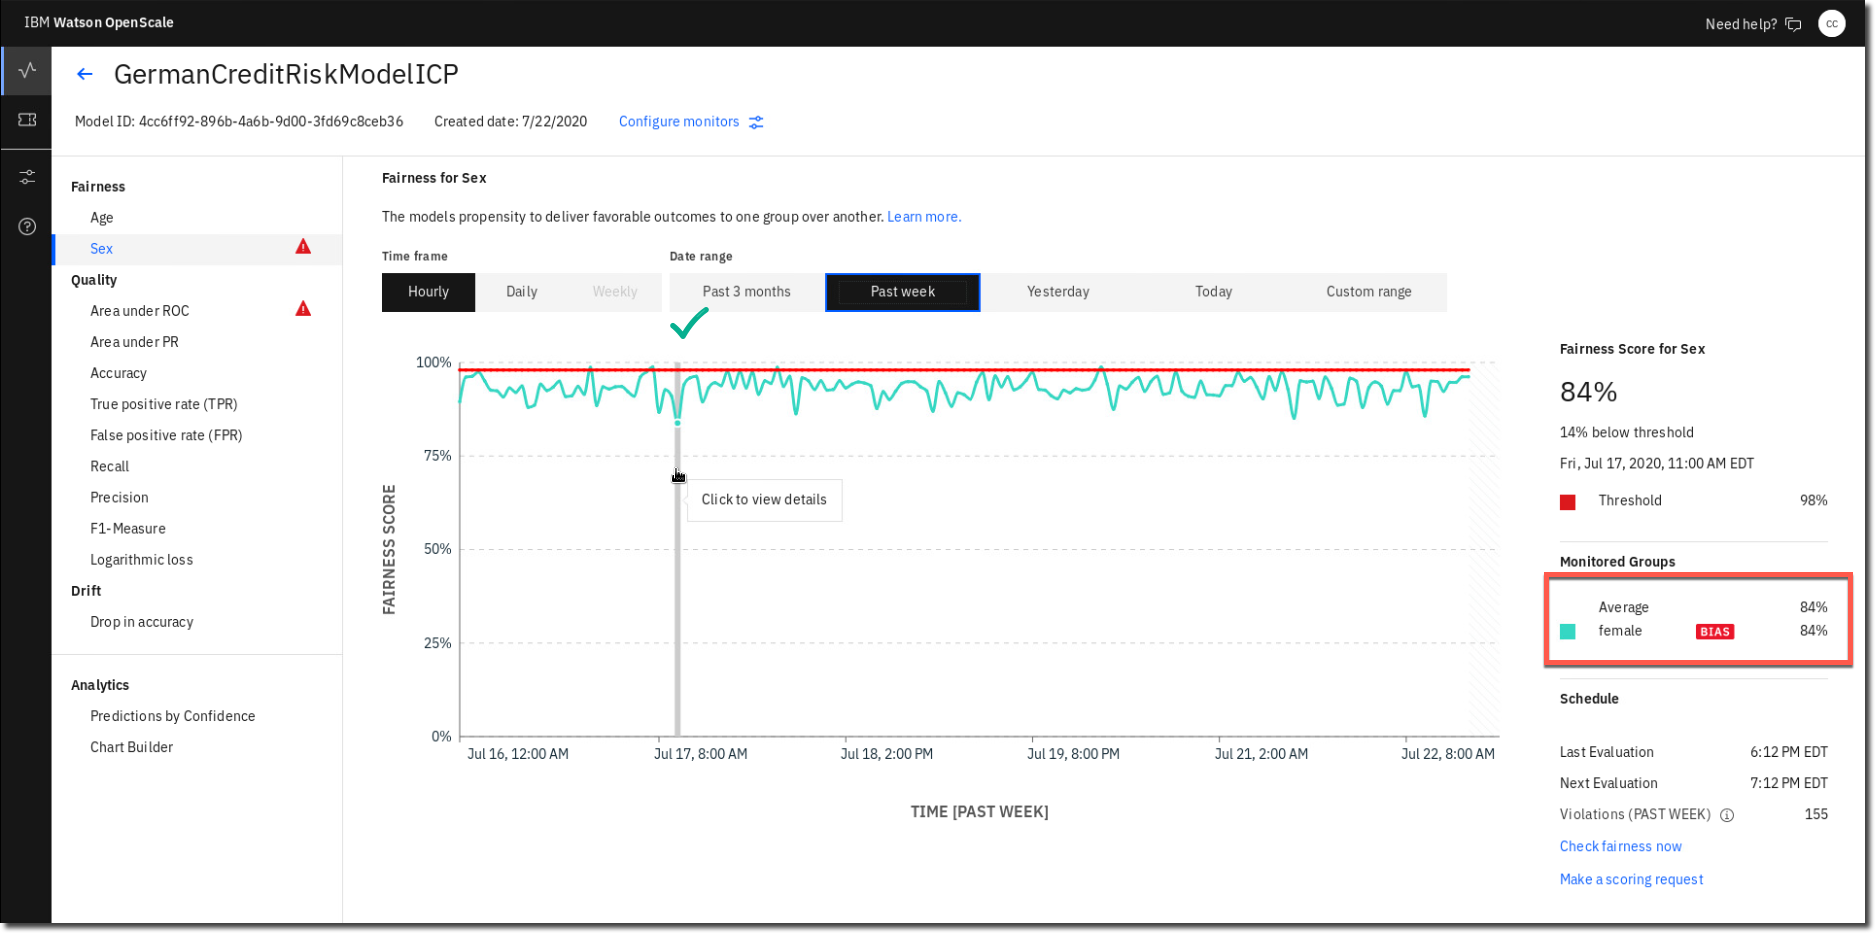 IBM Watson OpenScale
Need help?
CC
GermanCreditRiskModelICP
Model ID: 4cc6ff92-896b-4a6b-9d00-3fd69c8ceb36 Created date: 7/22/2020 Configure monitors
Fairness
Age
Sex
Quality
Area under ROC
Area under PR
Accuracy
True positive rate (TPR)
False positive rate (FPR)
Recall
Precision
F1-Measure
Logarithmic loss
Drift
Drop in accuracy
Analytics
Predictions by Confidence
Chart Builder
Fairness for Sex
The models propensity to deliver favorable outcomes to one group over another. Learn more.
Time frame
Hourly Daily Weekly
Date range
Past 3 months Past week Yesterday Today Custom range
100%
75%
50%
25%
0%
FAIRNESS SCORE
Click to view details
Jul 16, 12:00 AM Jul 17, 8:00 AM Jul 18, 2:00 PM Jul 19, 8:00 PM Jul 21, 2:00 AM Jul 22, 8:00 AM
TIME [PAST WEEK]
Fairness Score for Sex
84%
14% below threshold
Fri, Jul 17, 2020, 11:00 AM EDT
Threshold 98%
Monitored Groups
Average 84%
female BIAS 84%
Schedule
Last Evaluation 6:12 PM EDT
Next Evaluation 7:12 PM EDT
Violations (PAST WEEK) 155
Check fairness now
Make a scoring request